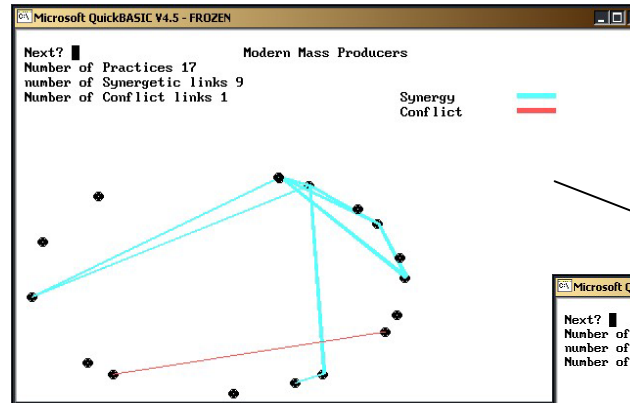 Microsoft QuickBASIC V4.5 - FROZEN
Next?
Modern Mass Producers
Number of Practices 17
number of Synergetic links 9
Number of Conflict links 1
Synergy
Conflict
Microsoft Q
Next?
Number of
number of
Number of